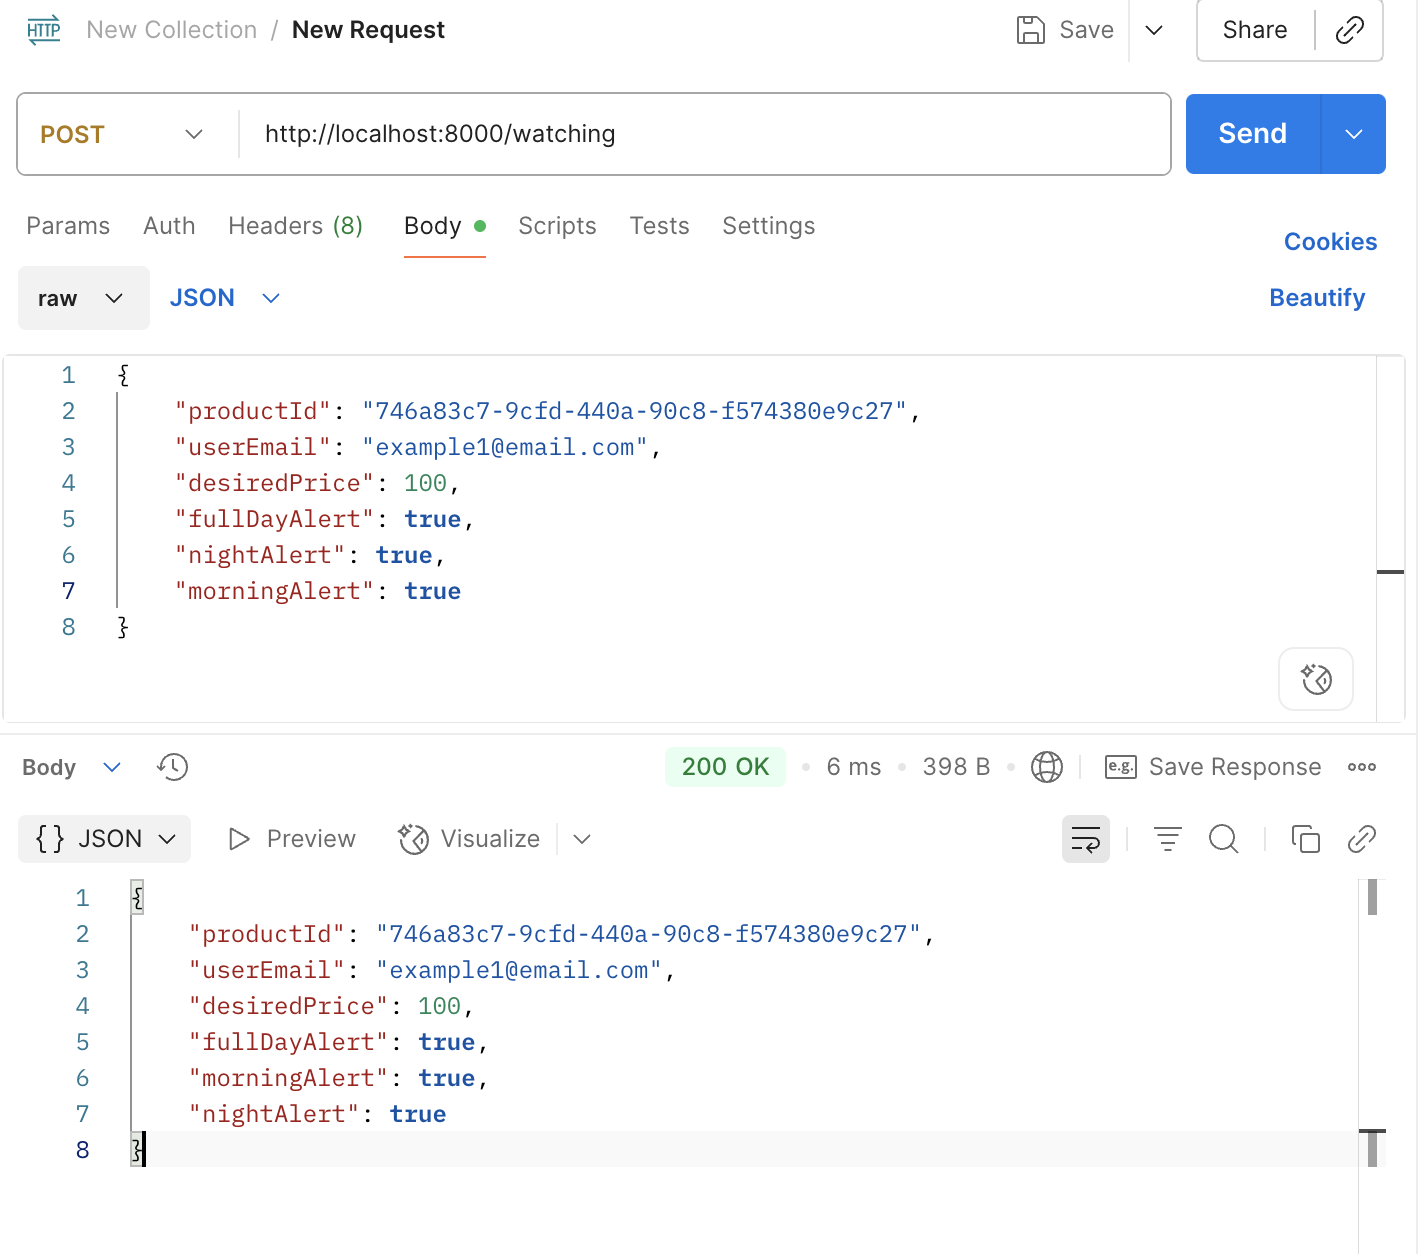 HTTP New Collection / New Request Save Share
POST http://localhost:8000/watching Send
Params Auth Headers (8) Body Scripts Tests Settings
Cookies
raw JSON Beautify
1 {
2 "productId": "746a83c7-9cfd-440a-90c8-f574380e9c27",
3 "userEmail": "example1@email.com",
4 "desiredPrice": 100,
5 "fullDayAlert": true,
6 "nightAlert": true,
7 "morningAlert": true
8 }
Body 200 OK • 6 ms • 398 B • e.g. Save Response
{} JSON Preview Visualize
1 {
2 "productId": "746a83c7-9cfd-440a-90c8-f574380e9c27",
3 "userEmail": "example1@email.com",
4 "desiredPrice": 100,
5 "fullDayAlert": true,
6 "morningAlert": true,
7 "nightAlert": true
8 }